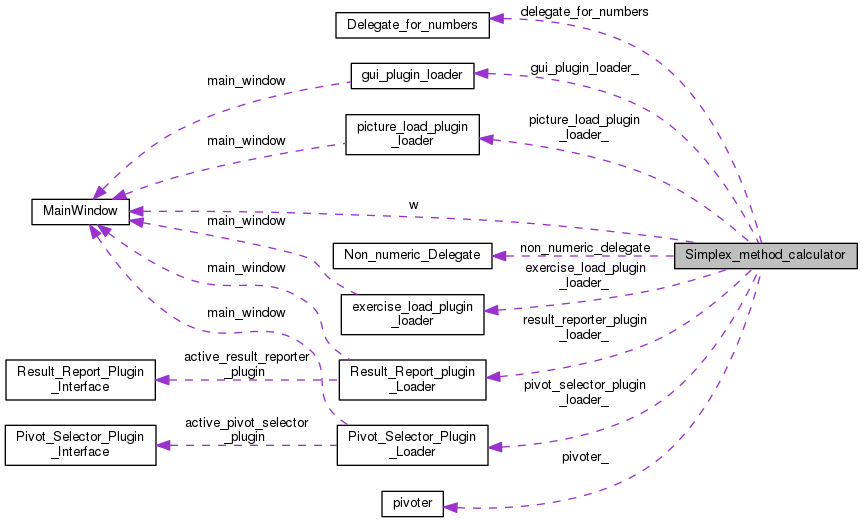 delegate_for_numbers
Delegate_for_numbers
gui_plugin_loader_
gui_plugin_loader
main_window
picture_load_plugin
_loader_
picture_load_plugin
_loader
main_window
MainWindow
w
main_window
Non_numeric_Delegate
non_numeric_delegate
Simplex_method_calculator
exercise_load_plugin
_loader_
main_window
exercise_load_plugin
_loader
main_window
result_reporter_plugin
_loader_
active_result_reporter
_plugin
Result_Report_Plugin
_Interface
Result_Report_plugin
_Loader
pivot_selector_plugin
_loader_
active_pivot_selector
_plugin
Pivot_Selector_Plugin
_Interface
Pivot_Selector_Plugin
_Loader
pivoter_
pivoter